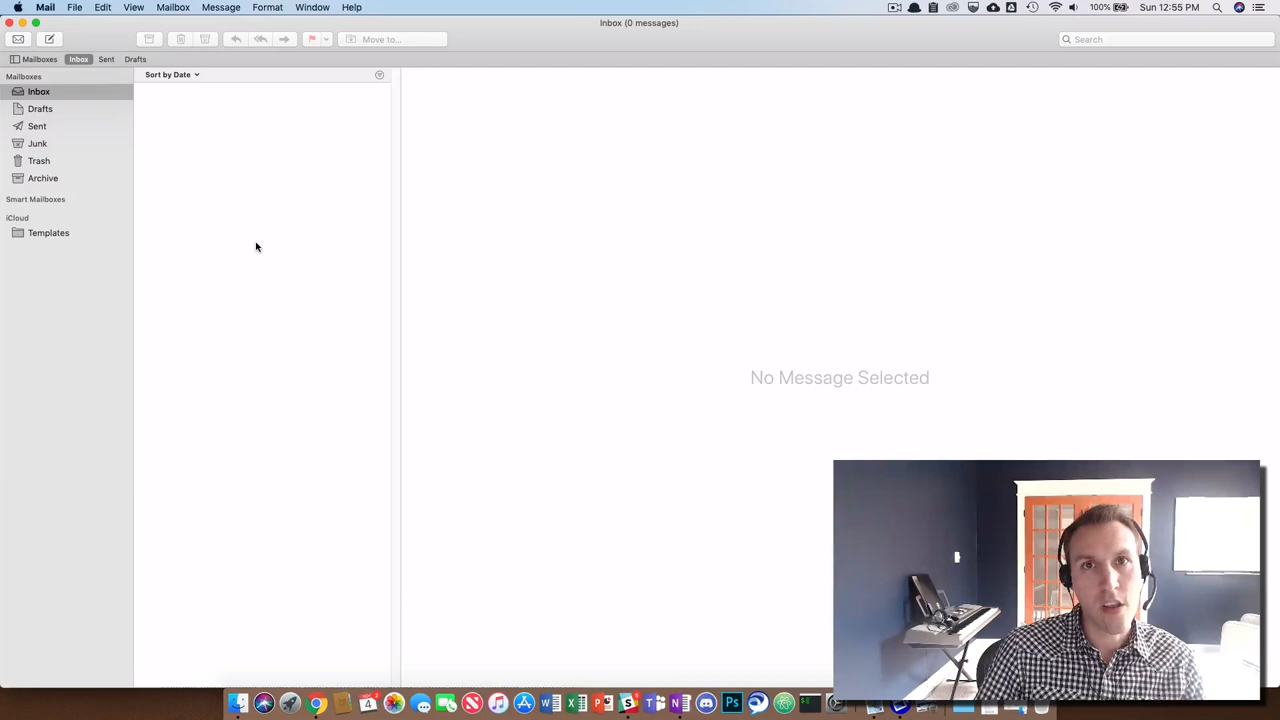 Mail File Edit View Mailbox Message Format Window Help 100% Sun 12:55 PM
Inbox (0 messages)
Move to... Search
Mailboxes Inbox Sent Drafts
Mailboxes
Sort by Date
Inbox
Drafts
Sent
Junk
Trash
Archive
Smart Mailboxes
iCloud
Templates
No Message Selected